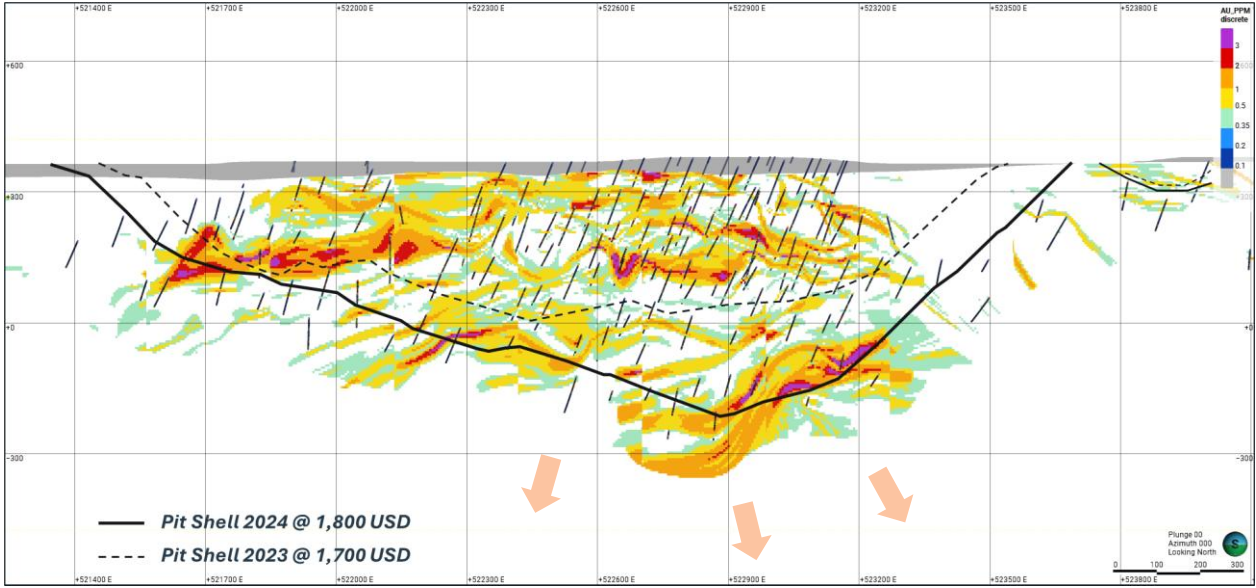 +521400 E +521700 E +522000 E +522300 E +522600 E +522900 E +523200 E +523500 E +523800 E
AU_PPM
discrete
3
2
1
0.5
0.35
0.2
0.1
+600
+300
+0 +0
-300 -300
Pit Shell 2024 @ 1,800 USD
Pit Shell 2023 @ 1,700 USD
Plunge 00
Azimuth 000
Looking North
S
0 100 200 300
+521400 E +521700 E +522000 E +522300 E +522600 E +522900 E +523200 E +523500 E +523800 E